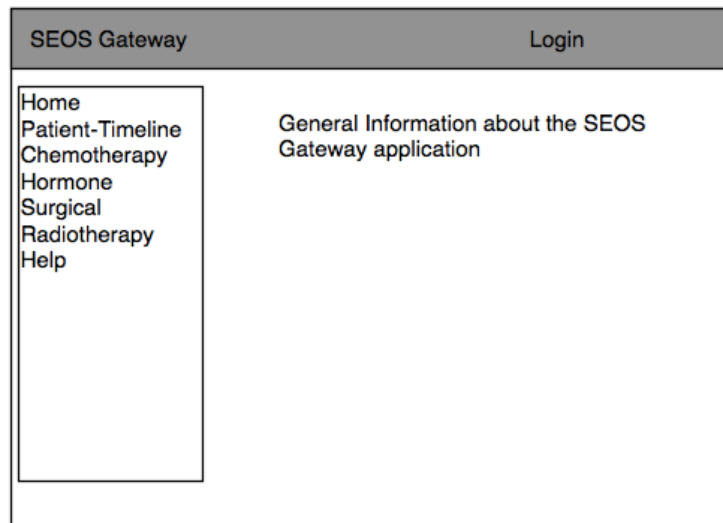 SEOS Gateway
Login
Home
Patient-Timeline
Chemotherapy
Hormone
Surgical
Radiotherapy
Help
General Information about the SEOS
Gateway application